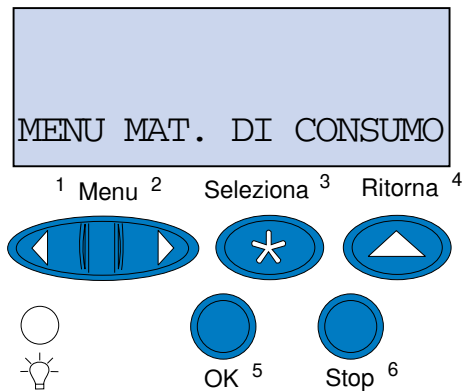 MENU MAT. DI CONSUMO
1 Menu 2 Seleziona 3 Ritorna 4
OK 5 Stop 6